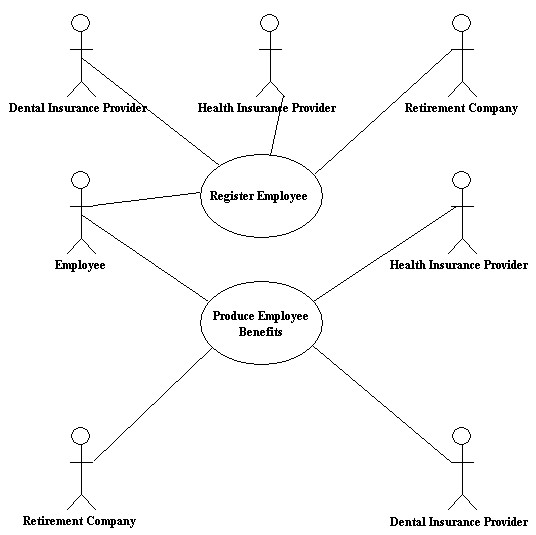 Dental Insurance Provider
Health Insurance Provider
Retirement Company
Register Employee
Employee
Health Insurance Provider
Produce Employee
Benefits
Retirement Company
Dental Insurance Provider